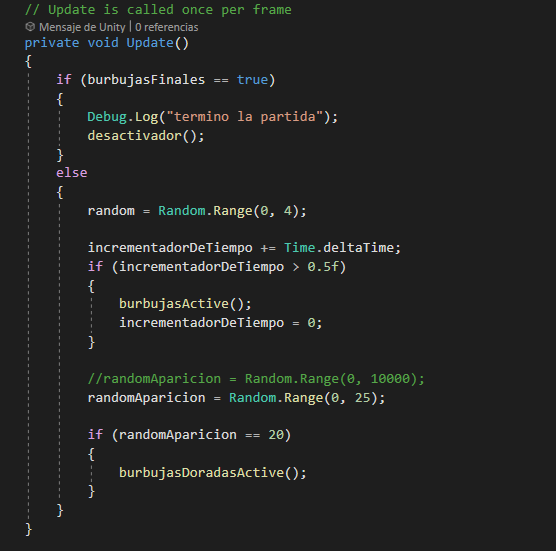 // Update is called once per frame
Mensaje de Unity | 0 referencias
private void Update()
{
if (burbujasFinales == true)
{
Debug.Log("termino la partida");
desactivador();
}
else
{
random = Random.Range(0, 4);
incrementadorDeTiempo += Time.deltaTime;
if (incrementadorDeTiempo > 0.5f)
{
burbujasActive();
incrementadorDeTiempo = 0;
}
//randomAparicion = Random.Range(0, 10000);
randomAparicion = Random.Range(0, 25);
if (randomAparicion == 20)
{
burbujasDoradasActive();
}
}
}